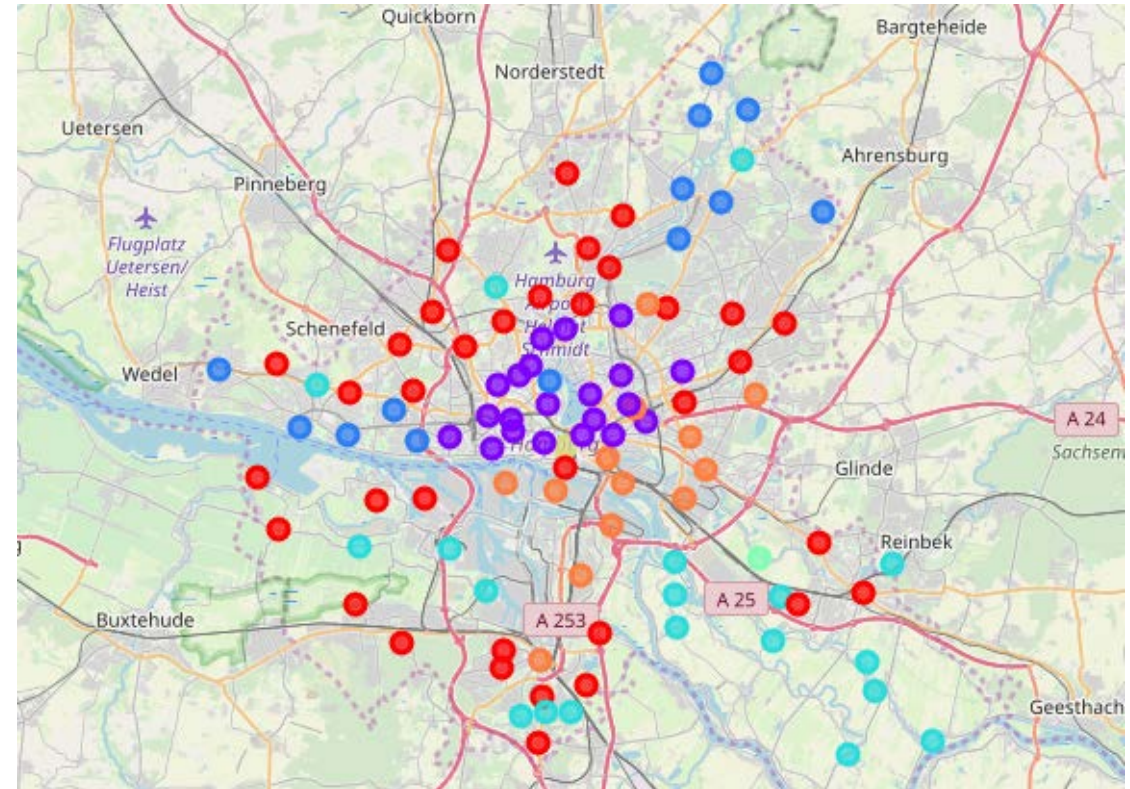 Quickborn
Bargteheide
Norderstedt
Uetersen
Ahrensburg
Pinneberg
Flugplatz
Uetersen/
Heist
Hamburg
Schenefeld
Schmidt
Wedel
A 24
Glinde
Reinbek
A 25
A 253
Buxtehude
Geesthach